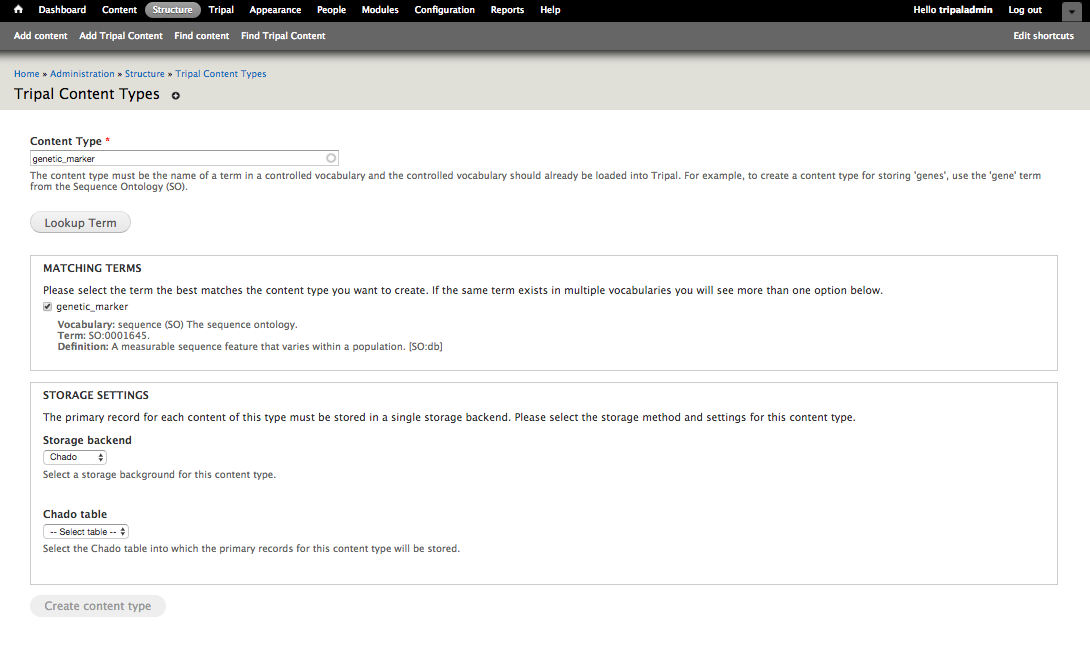 Dashboard Content Structure Tripal Appearance People Modules Configuration Reports Help Hello tripaladmin Log out
Add content Add Tripal Content Find content Find Tripal Content Edit shortcuts
Home » Administration » Structure » Tripal Content Types
Tripal Content Types
Content Type *
genetic_marker
The content type must be the name of a term in a controlled vocabulary and the controlled vocabulary should already be loaded into Tripal. For example, to create a content type for storing 'genes', use the 'gene' term
from the Sequence Ontology (SO).
Lookup Term
MATCHING TERMS
Please select the term the best matches the content type you want to create. If the same term exists in multiple vocabularies you will see more than one option below.
genetic_marker
Vocabulary: sequence (SO) The sequence ontology.
Term: SO:0001645.
Definition: A measurable sequence feature that varies within a population. [SO:db]
STORAGE SETTINGS
The primary record for each content of this type must be stored in a single storage backend. Please select the storage method and settings for this content type.
Storage backend
Chado
Select a storage background for this content type.
Chado table
-- Select table --
Select the Chado table into which the primary records for this content type will be stored.
Create content type